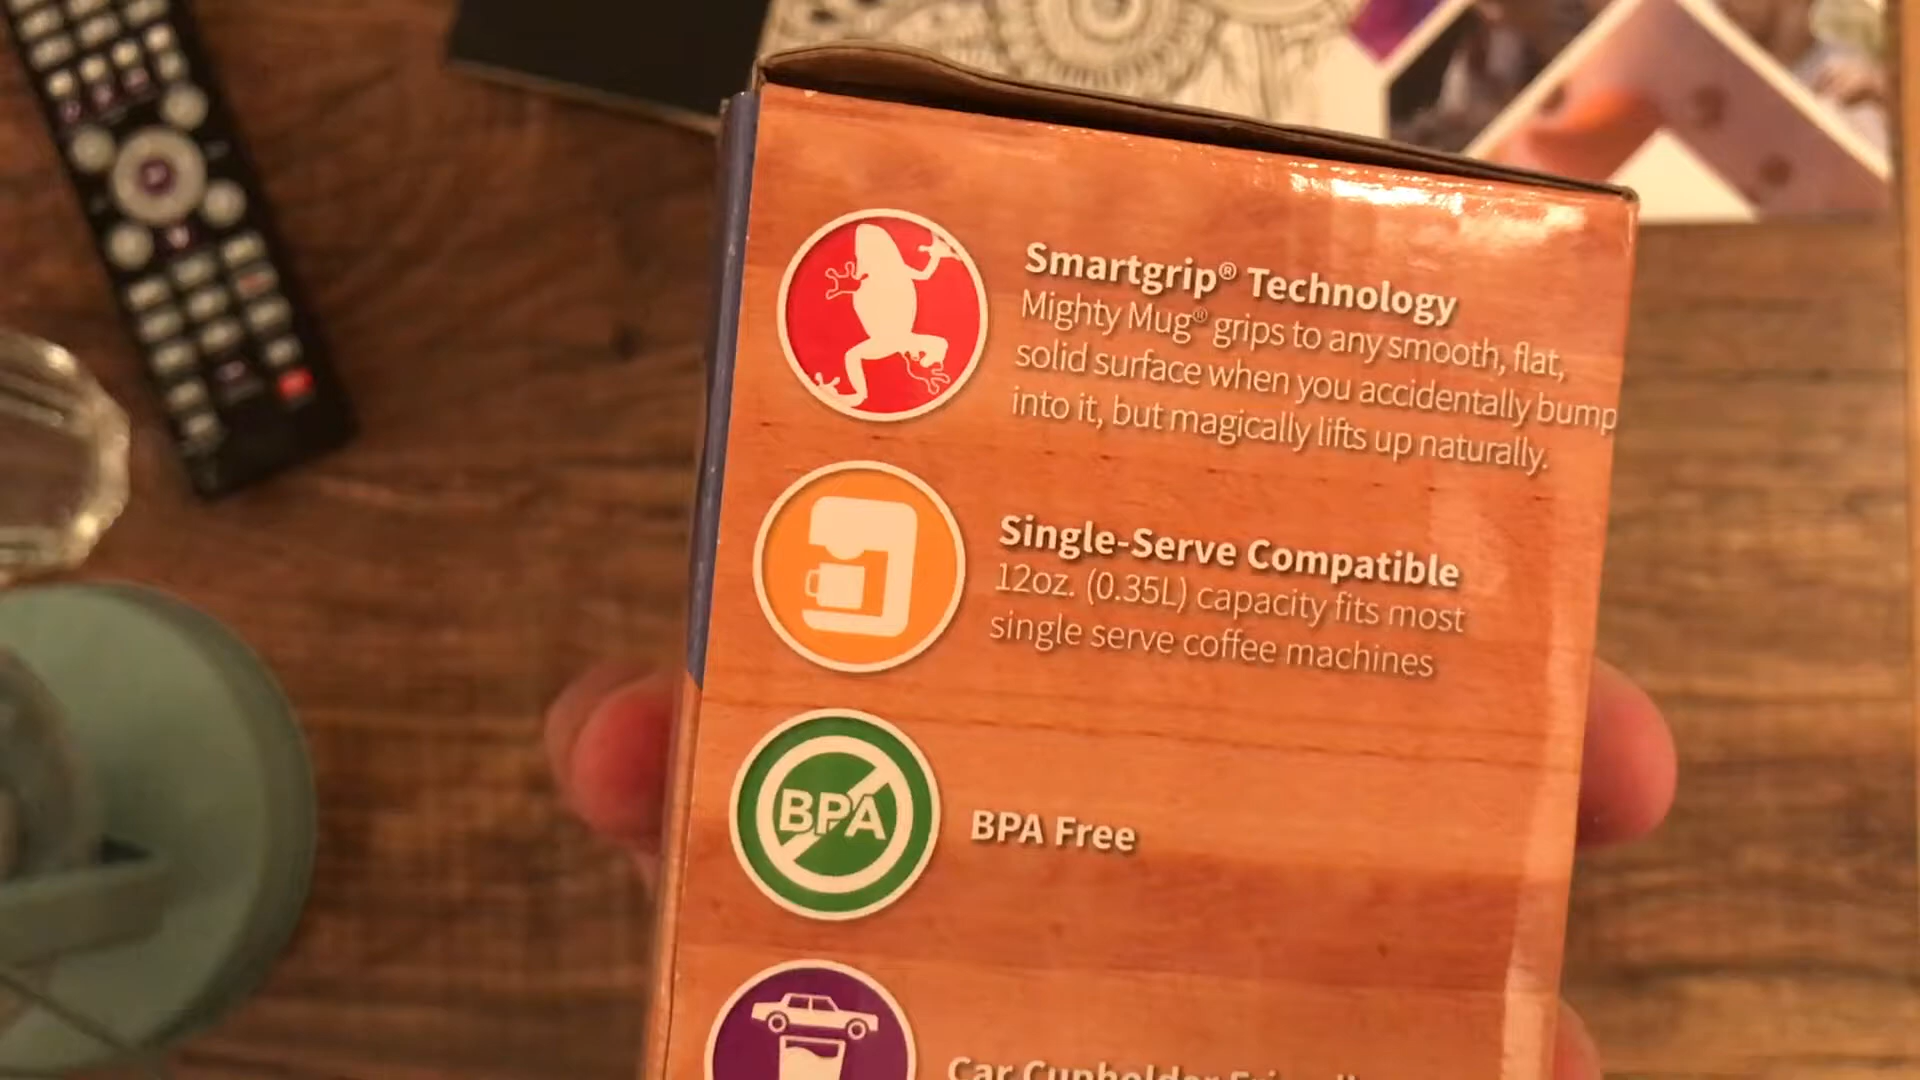 Smartgrip® Technology
Mighty Mug® grips to any smooth, flat,
solid surface when you accidentally bump
into it, but magically lifts up naturally.
Single-Serve Compatible
12oz. (0.35L) capacity fits most
single serve coffee machines
BPA
BPA Free
Car Cupholder